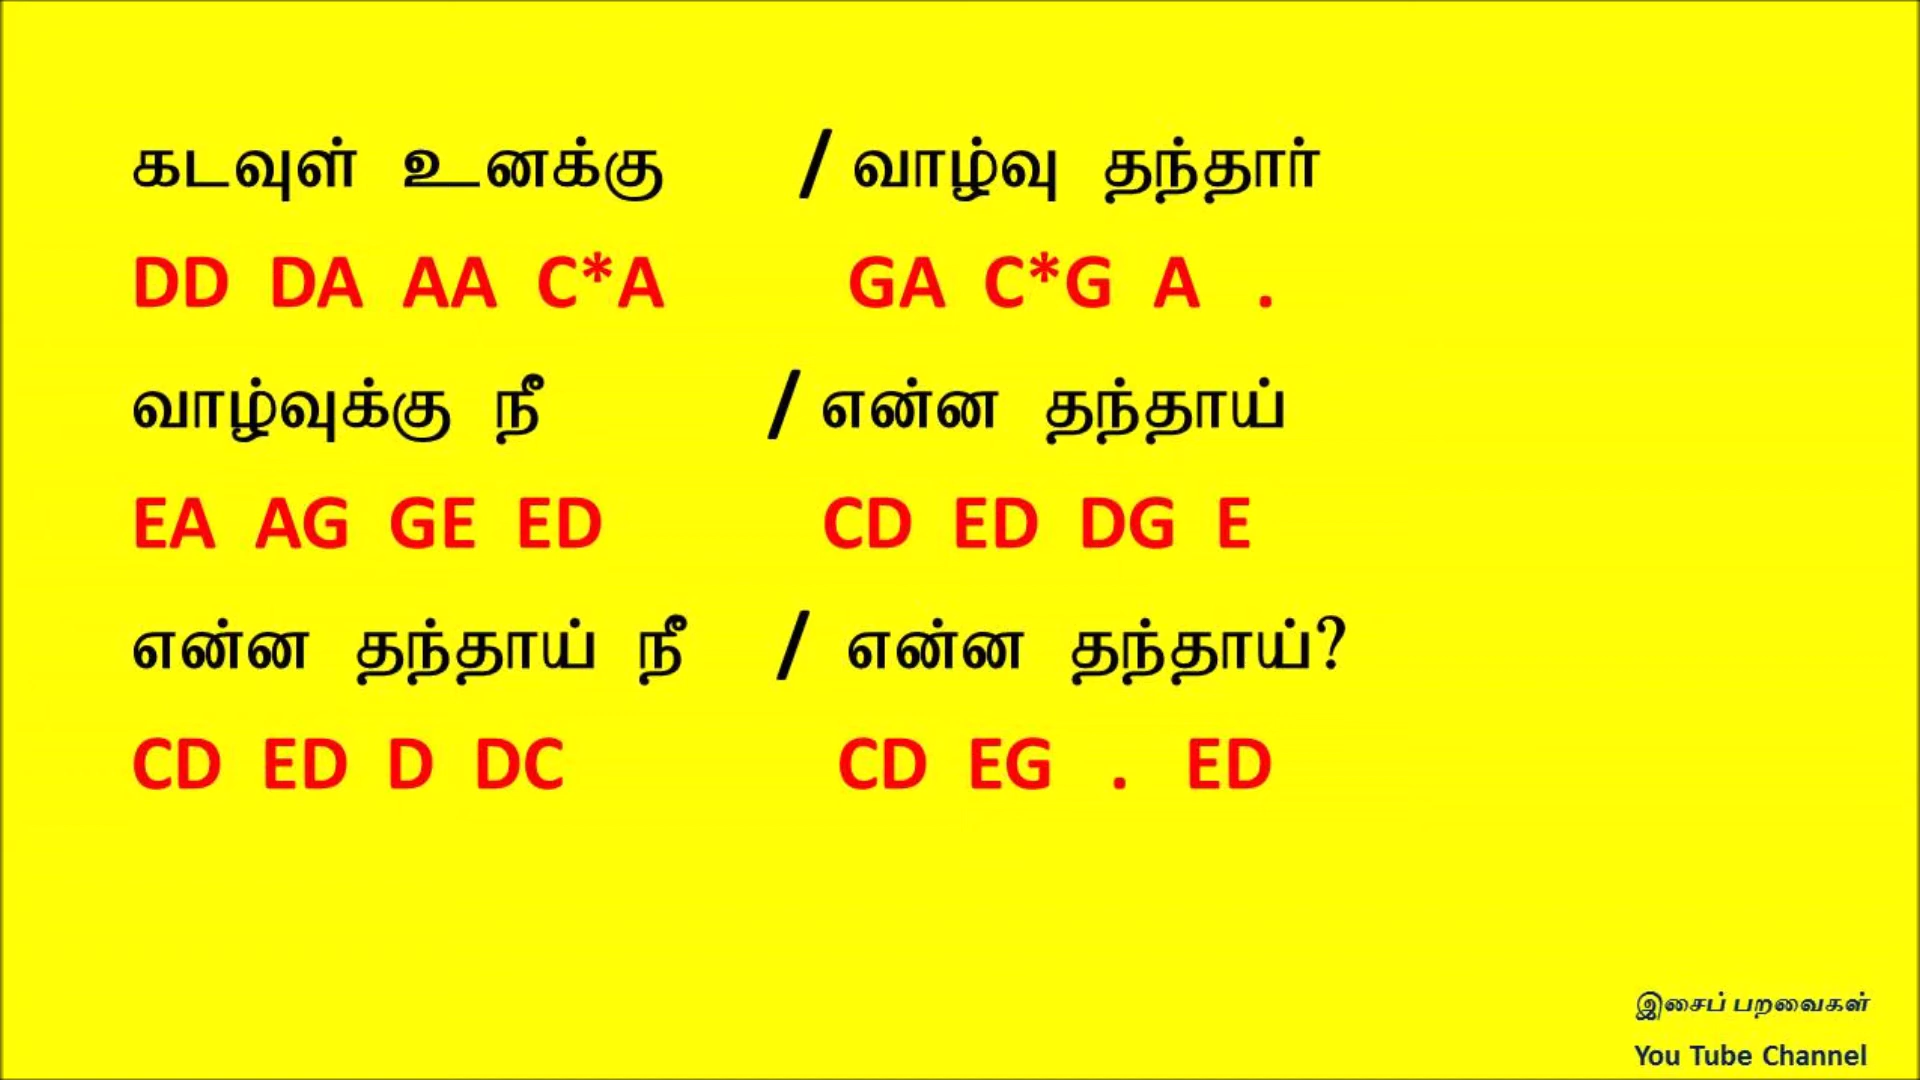 கடவுள் உனக்கு / வாழ்வு தந்தார்
DD DA AA C*A GA C*G A .
வாழ்வுக்கு நீ / என்ன தந்தாய்
EA AG GE ED CD ED DG E
என்ன தந்தாய் நீ / என்ன தந்தாய்?
CD ED D DC CD EG . ED
இசைப் பறவைகள்
You Tube Channel